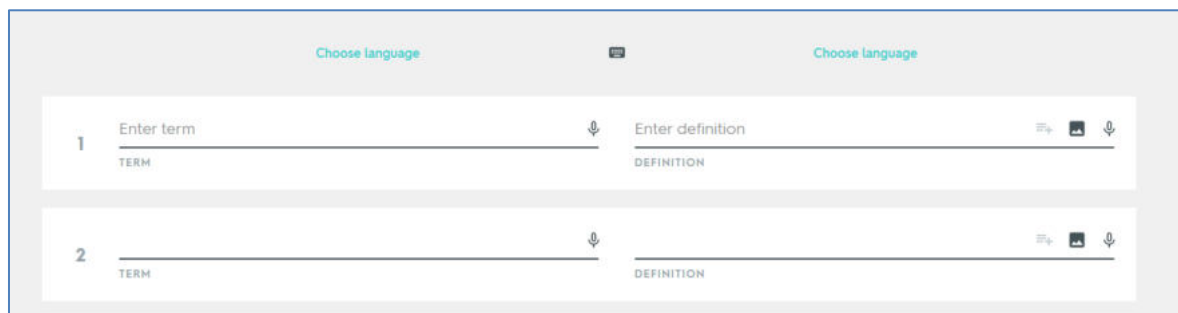 Choose language Choose language
1 Enter term Enter definition
TERM DEFINITION
2
TERM DEFINITION